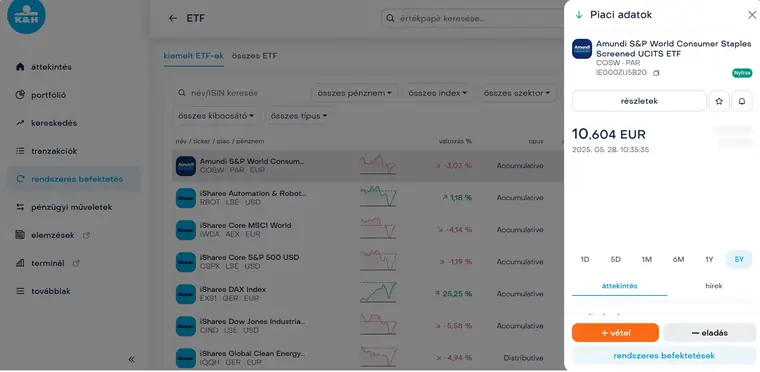 K&H
ETF
értékpapír keresése...
kiemelt ETF-ek
összes ETF
áttekintés
portfólió
kereskedés
tranzakciók
rendszeres befektetés
pénzügyi műveletek
elemzések
terminál
továbbiak
név/ISIN keresés
összes pénznem
összes index
összes szektor
összes kibocsátó
összes típus
név / ticker / piac / pénznem
változás %
típus
Amundi S&P World Consum...
COSW · PAR · EUR
-3,03 %
Accumulative
iShares Automation & Robot...
RBOT · LSE · USD
1,18 %
Accumulative
iShares Core MSCI World
IWDA · AEX · EUR
-4,14 %
Accumulative
iShares Core S&P 500 USD
CSPX · LSE · USD
-1,19 %
Accumulative
iShares DAX Index
EXS1 · GER · EUR
25,25 %
Accumulative
iShares Dow Jones Industria...
CIND · LSE · USD
-5,58 %
Accumulative
iShares Global Clean Energy...
IQQH · GER · EUR
-4,94 %
Distributive
Piaci adatok
Amundi S&P World Consumer Staples
Screened UCITS ETF
COSW · PAR
IE000ZIJ5B20
Nyitva
részletek
10,604 EUR
2025. 05. 28. 10:35:35
1D 5D 1M 6M 1Y 5Y
áttekintés
hírek
+ vétel
— eladás
rendszeres befektetések